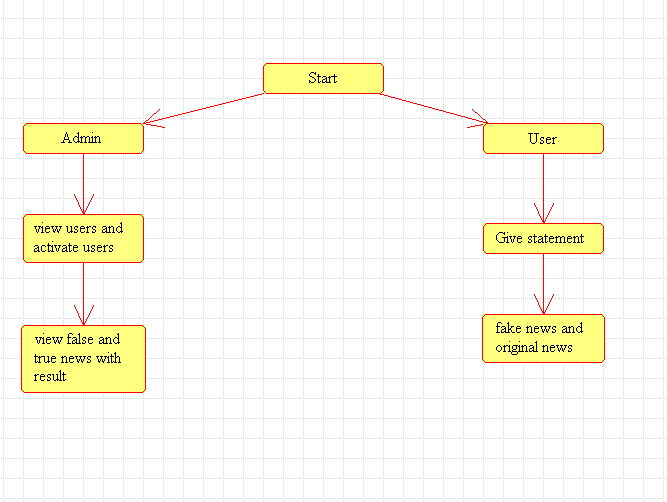 Start
Admin
User
view users and
activate users
Give statement
view false and
true news with
result
fake news and
original news